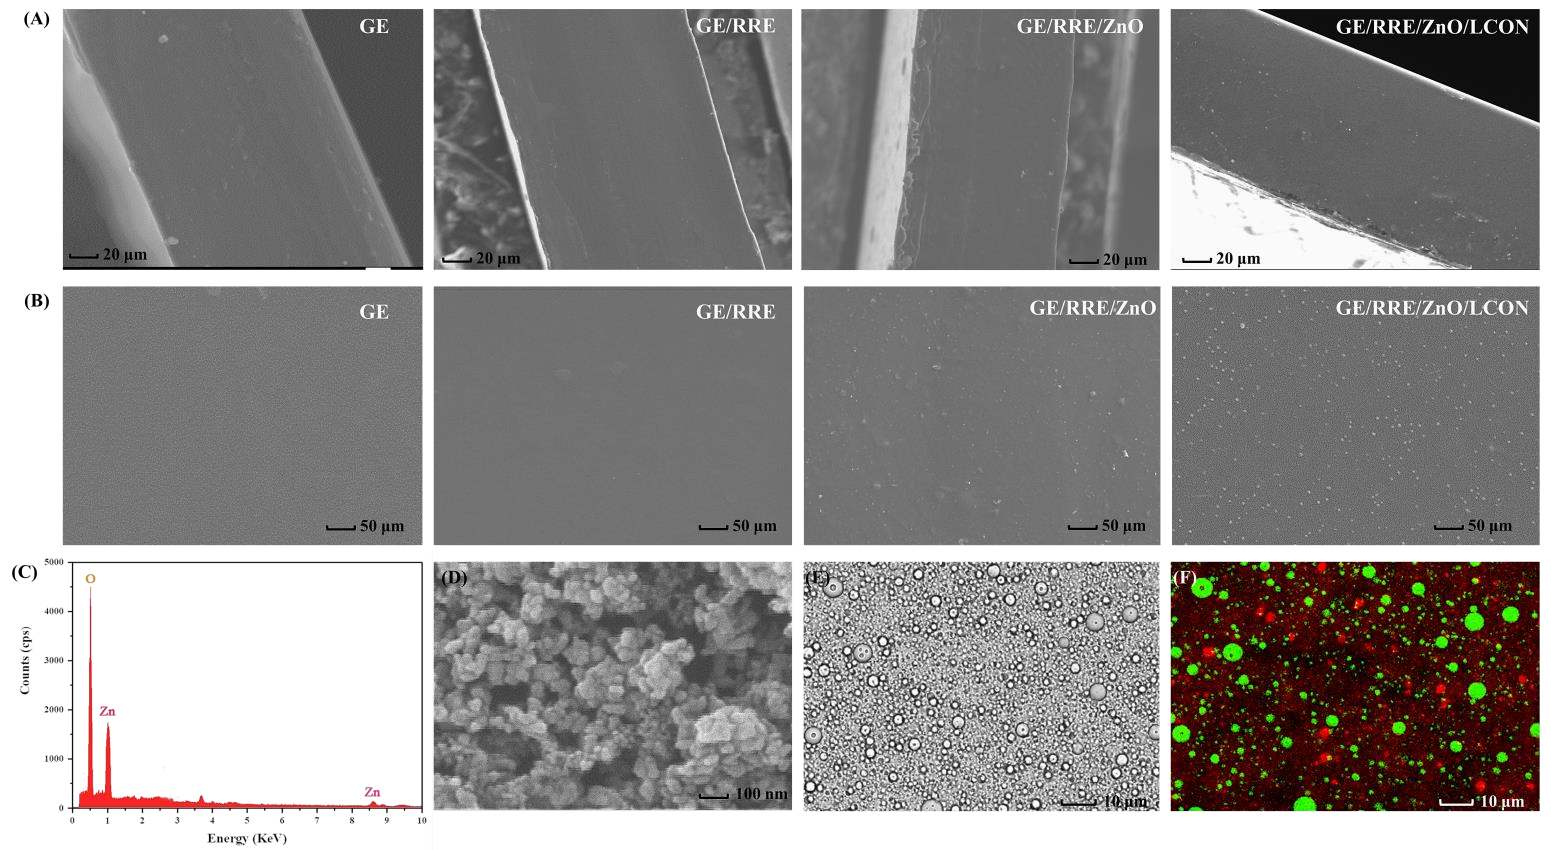 (A) GE GE/RRE GE/RRE/ZnO GE/RRE/ZnO/LCON
20 μm 20 μm 20 μm 20 μm
(B) GE GE/RRE GE/RRE/ZnO GE/RRE/ZnO/LCON
50 μm 50 μm 50 μm 50 μm
(C) 5000 (D) (E) (F)
O
4000
3000
Zn
2000
1000
Zn
0
Counts (cps)
0 1 2 3 4 5 6 7 8 9 10
Energy (KeV)
100 nm 10 μm 10 μm